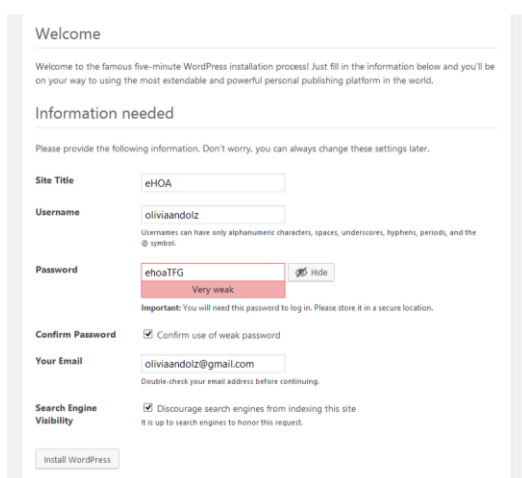 Welcome
Welcome to the famous five-minute WordPress installation process! Just fill in the information below and you'll be
on your way to using the most extendable and powerful personal publishing platform in the world.
Information needed
Please provide the following information. Don't worry, you can always change these settings later.
Site Title eHOA
Username oliviaandolz
Usernames can have only alphanumeric characters, spaces, underscores, hyphens, periods, and the
@ symbol.
Password ehoaTFG Hide
Very weak
Important: You will need this password to log in. Please store it in a secure location.
Confirm Password Confirm use of weak password
Your Email oliviaandolz@gmail.com
Double-check your email address before continuing.
Search Engine Discourage search engines from indexing this site
Visibility It is up to search engines to honor this request.
Install WordPress